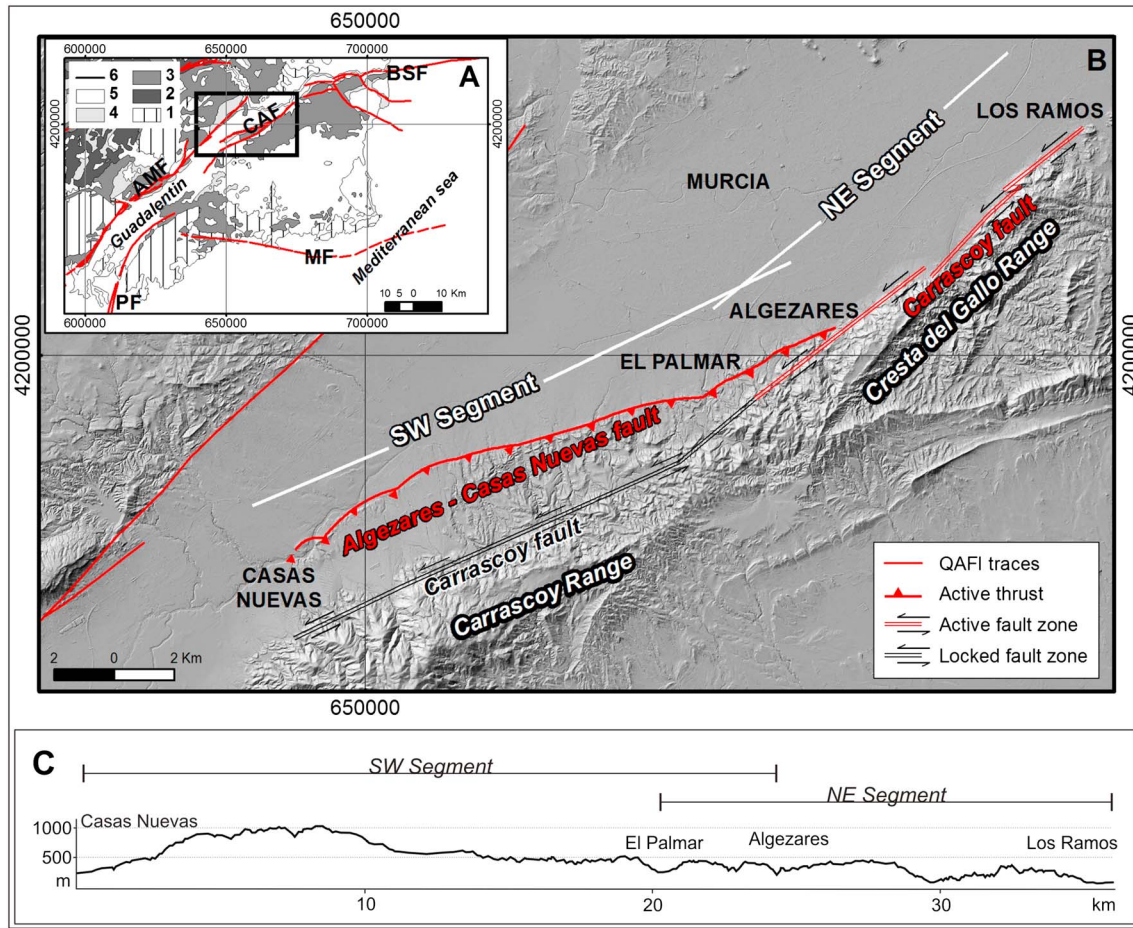 650000
600000 650000 700000
A
B
6 3
5 2
4 1
BSF
CAF
AMF
Guadalentin
MF
PF
Mediterranean sea
4200000
4200000
10 5 0 10 Km
600000 650000 700000
LOS RAMOS
NE Segment
MURCIA
Carrascoy fault
Cresta del Gallo Range
ALGEZARES
EL PALMAR
4200000
4200000
SW Segment
Algezares - Casas Nuevas fault
Carrascoy fault
Carrascoy Range
CASAS
NUEVAS
2 0 2 Km
QAFI traces
Active thrust
Active fault zone
Locked fault zone
650000
C
SW Segment
NE Segment
1000
500
m
Casas Nuevas
El Palmar
Algezares
Los Ramos
10 20 30 km